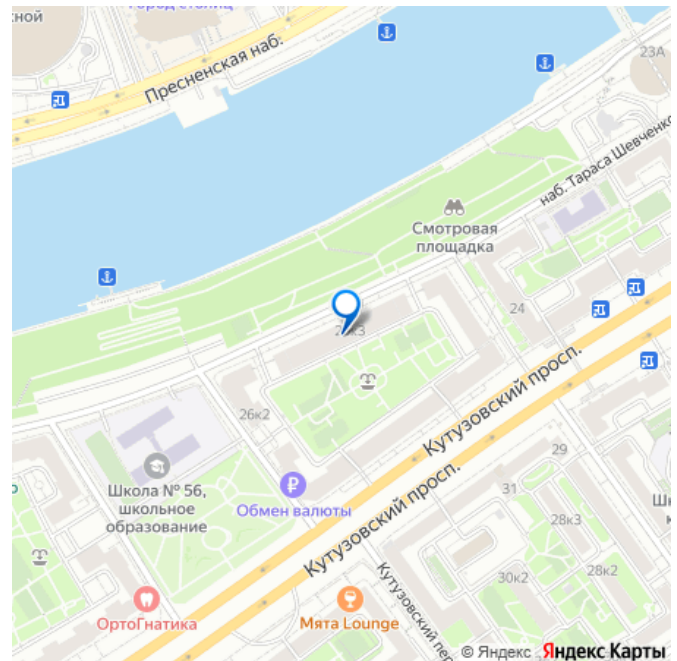 Город столиц
жной
Пресненская наб.
23А
наб. Тараса Шевченко
Смотровая
площадка
24
26к2
Кутузовский просп.
Обмен валюты
Школа № 56,
школьное
образование
29
31
28к3
30к2
28к2
Кутузовский просп.
Кутузовский пер
ОртоГнатика
Мята Lounge
© Яндекс Яндекс Карты